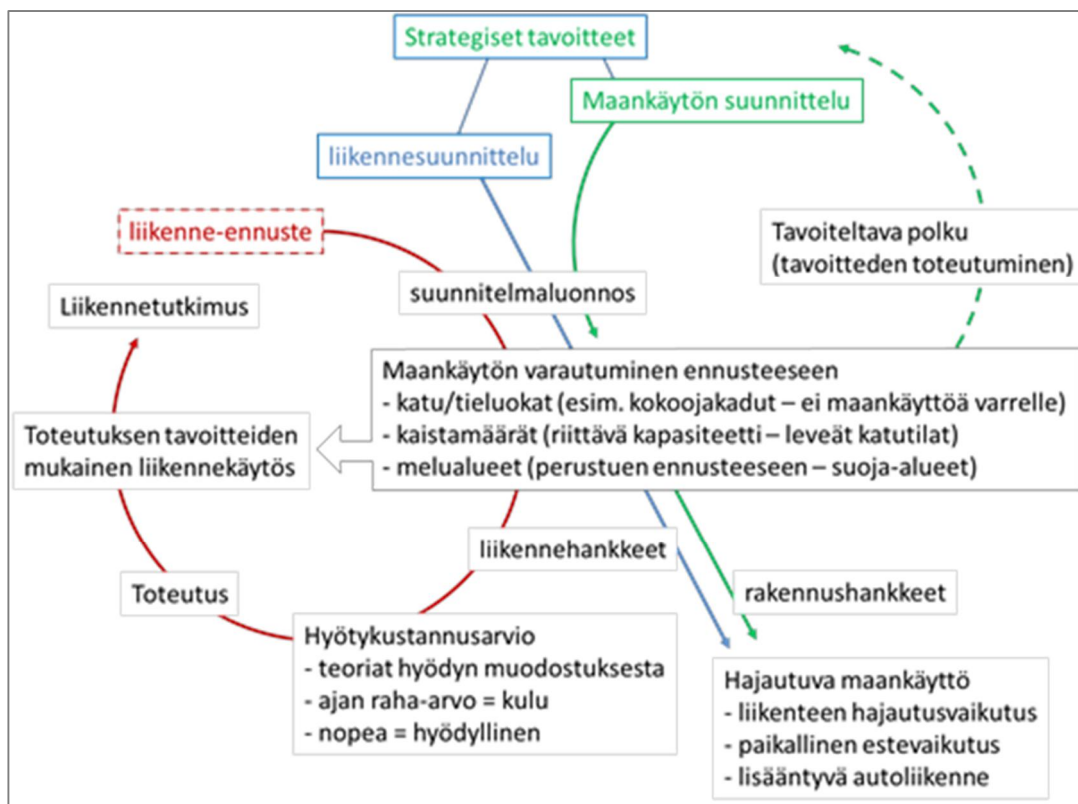 Strategiset tavoitteet
Maankäytön suunnittelu
liikennesuunnittelu
liikenne-ennuste
Tavoiteltava polku
(tavoitteden toteutuminen)
suunnitelmaluonnos
Liikennetutkimus
Maankäytön varautuminen ennusteeseen
- katu/tieluokat (esim. kokoojakadut – ei maankäyttöä varrelle)
- kaistamäärät (riittävä kapasiteetti – leveät katutilat)
- melualueet (perustuen ennusteeseen – suoja-alueet)
Toteutuksen tavoitteiden
mukainen liikennekäytös
liikennehankkeet
Toteutus
rakennushankkeet
Hyötykustannusarvio
- teoriat hyödyn muodostuksesta
- ajan raha-arvo = kulu
- nopea = hyödyllinen
Hajautuva maankäyttö
- liikenteen hajautusvaikutus
- paikallinen estevaikutus
- lisääntyvä autoliikenne